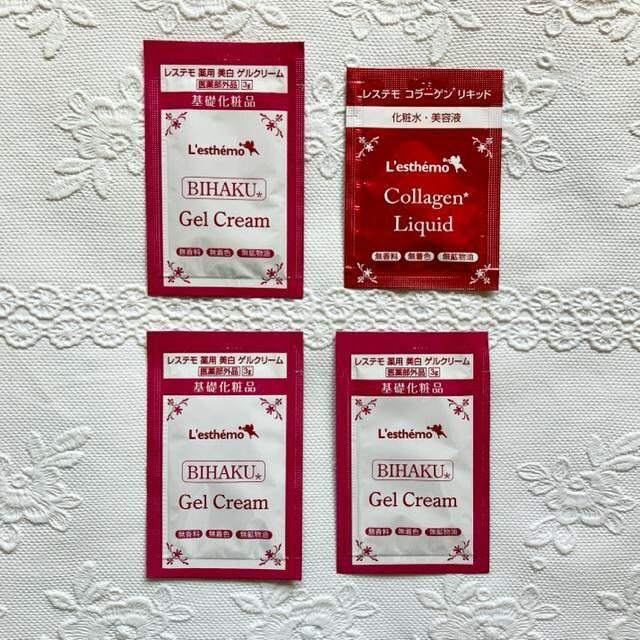 レステモ 薬用 美白 ゲルクリーム
医薬部外品 3g
基礎化粧品
L'esthémo
BIHAKU*
Gel Cream
無香料 無着色 無鉱物油
レステモ コラーゲン*リキッド
化粧水・美容液
L'esthémo
Collagen*
Liquid
無香料 無着色 無鉱物油
レステモ 薬用 美白 ゲルクリーム
医薬部外品 3g
基礎化粧品
L'esthémo
BIHAKU*
Gel Cream
無香料 無着色 無鉱物油
レステモ 薬用 美白 ゲルクリーム
医薬部外品 3g
基礎化粧品
L'esthémo
BIHAKU*
Gel Cream
無香料 無着色 無鉱物油